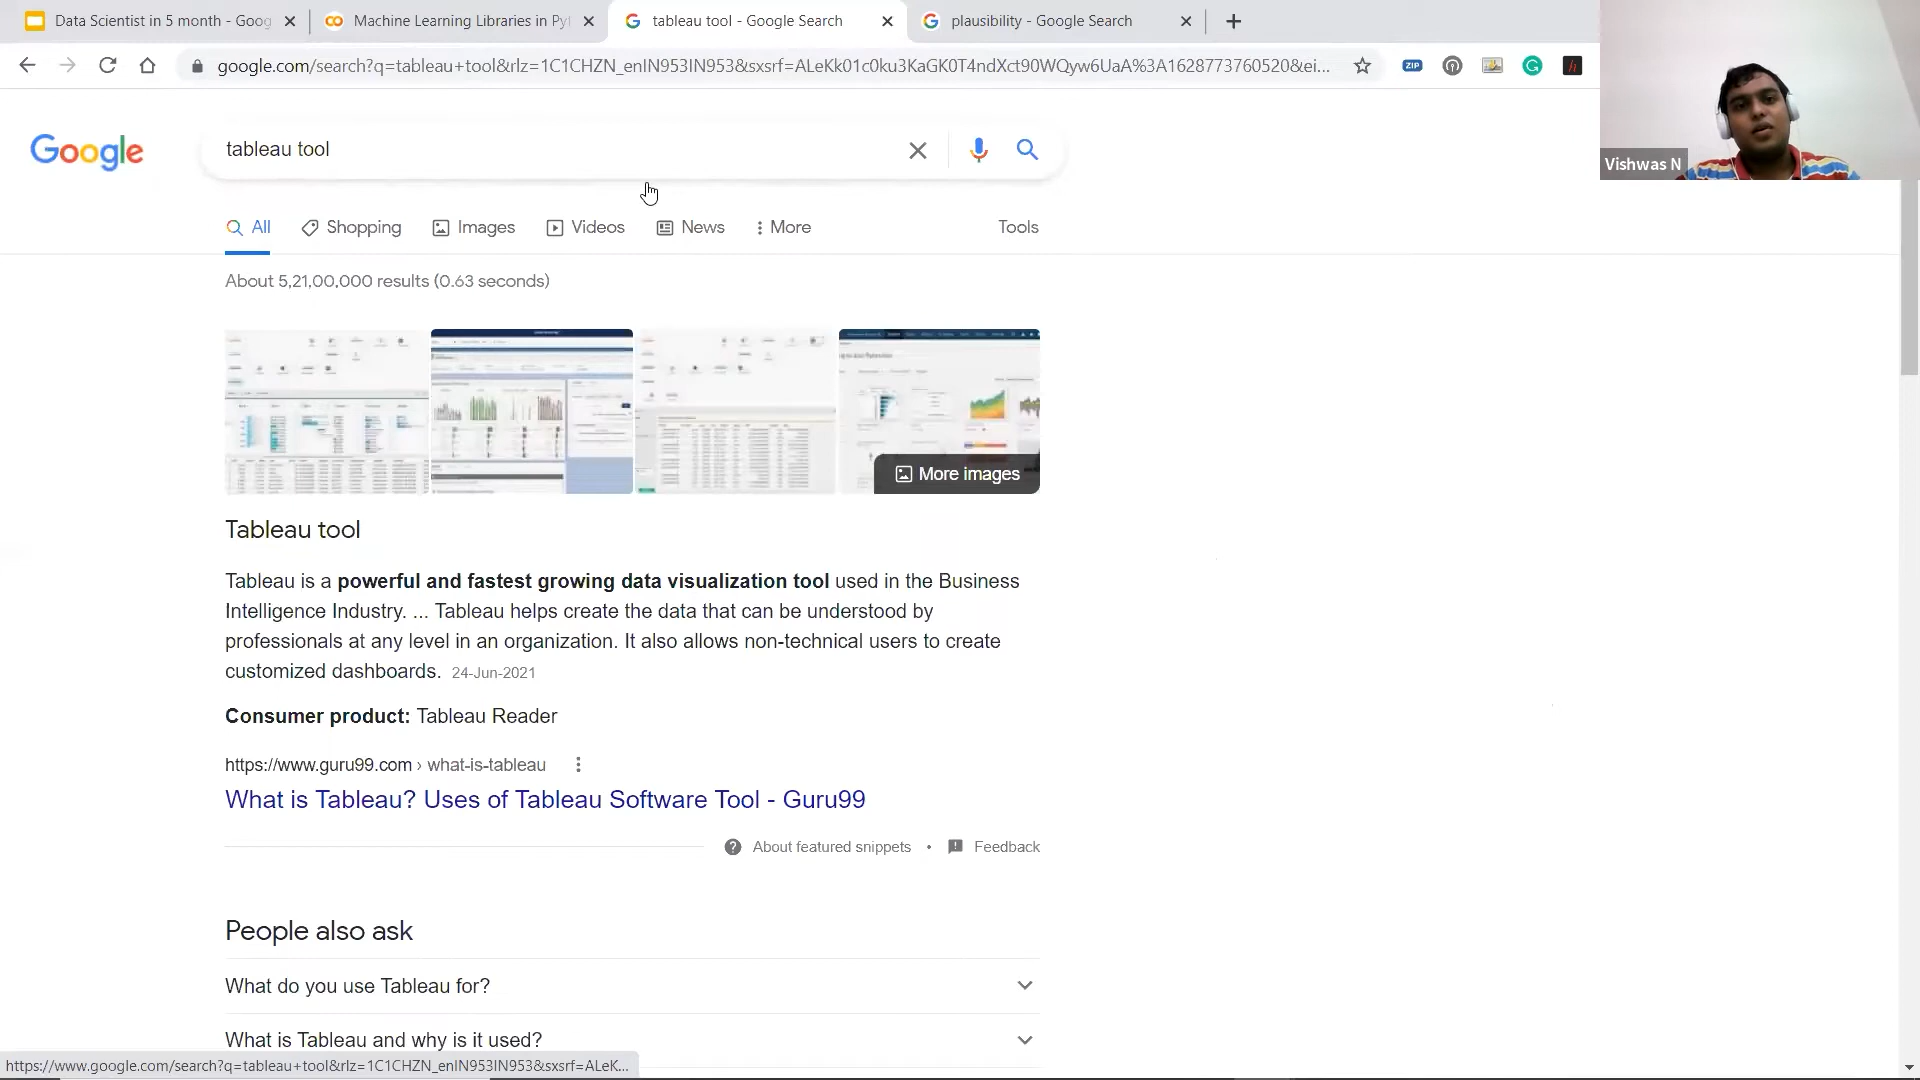 Data Scientist in 5 month - Goog
Machine Learning Libraries in Pyt
tableau tool - Google Search
plausibility - Google Search
google.com/search?q=tableau+tool&rlz=1C1CHZN_enIN953IN953&sxsrf=ALeKk01c0ku3KaGK0T4ndXct90WQyw6UaA%3A1628773760520&ei...
ZIP
Vishwas N
Google
tableau tool
All
Shopping
Images
Videos
News
More
Tools
About 5,21,00,000 results (0.63 seconds)
More images
Tableau tool
Tableau is a powerful and fastest growing data visualization tool used in the Business
Intelligence Industry. ... Tableau helps create the data that can be understood by
professionals at any level in an organization. It also allows non-technical users to create
customized dashboards. 24-Jun-2021
Consumer product: Tableau Reader
https://www.guru99.com › what-is-tableau
What is Tableau? Uses of Tableau Software Tool - Guru99
About featured snippets • Feedback
People also ask
What do you use Tableau for?
What is Tableau and why is it used?
https://www.google.com/search?q=tableau+tool&rlz=1C1CHZN_enIN953IN953&sxsrf=ALeK...